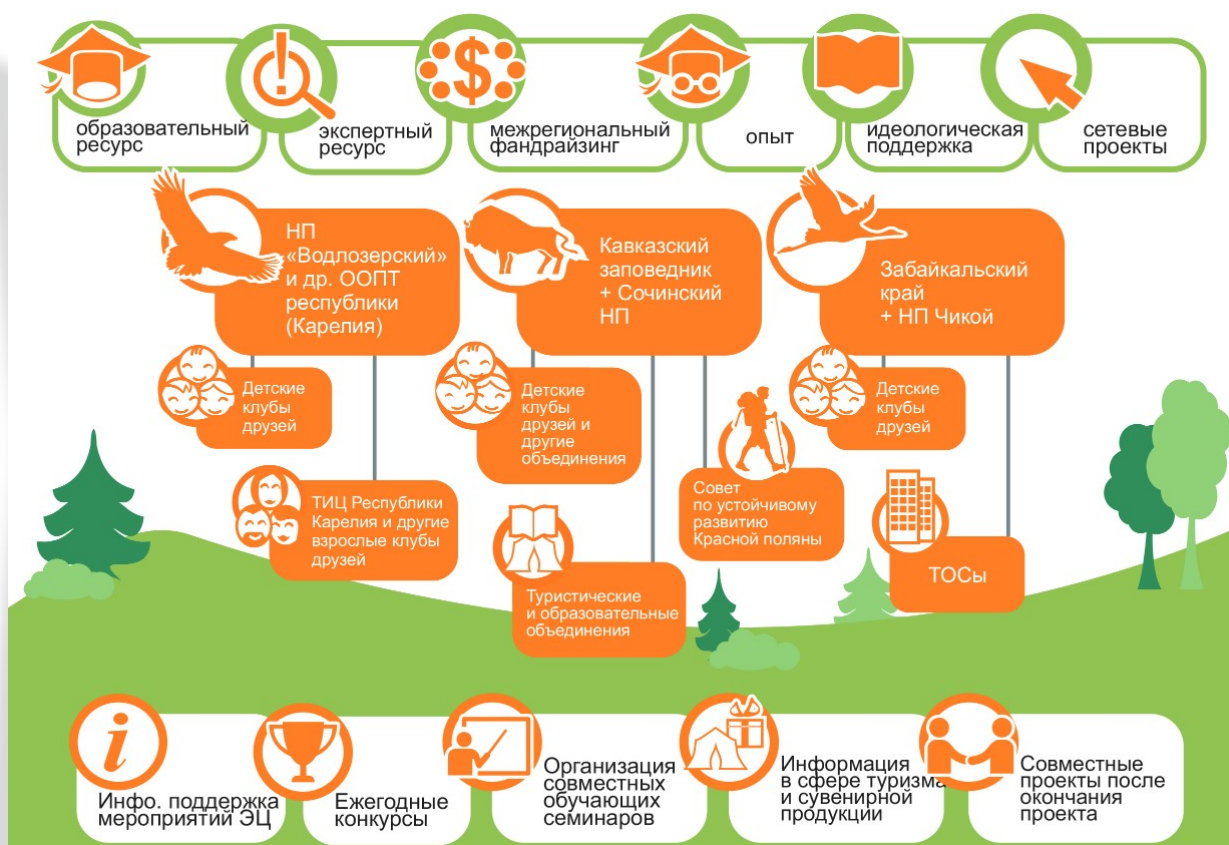 образовательный
ресурс
экспертный
ресурс
межрегиональный
фандрайзинг
опыт
идеологическая
поддержка
сетевые
проекты
НП
«Водлозерский»
и др. ООПТ
республики
(Карелия)
Кавказский
заповедник
+ Сочинский
НП
Забайкальский
край
+ НП Чикой
Детские
клубы
друзей
Детские
клубы
друзей и
другие
объединения
Детские
клубы
друзей
ТИЦ Республики
Карелия и другие
взрослые клубы
друзей
Совет
по устойчивому
развитию
Красной поляны
Туристические
и образовательные
объединения
ТОСы
Инфо. поддержка
мероприятий ЭЦ
Ежегодные
конкурсы
Организация
совместных
обучающих
семинаров
Информация
в сфере туризма
и сувенирной
продукции
Совместные
проекты после
окончания
проекта